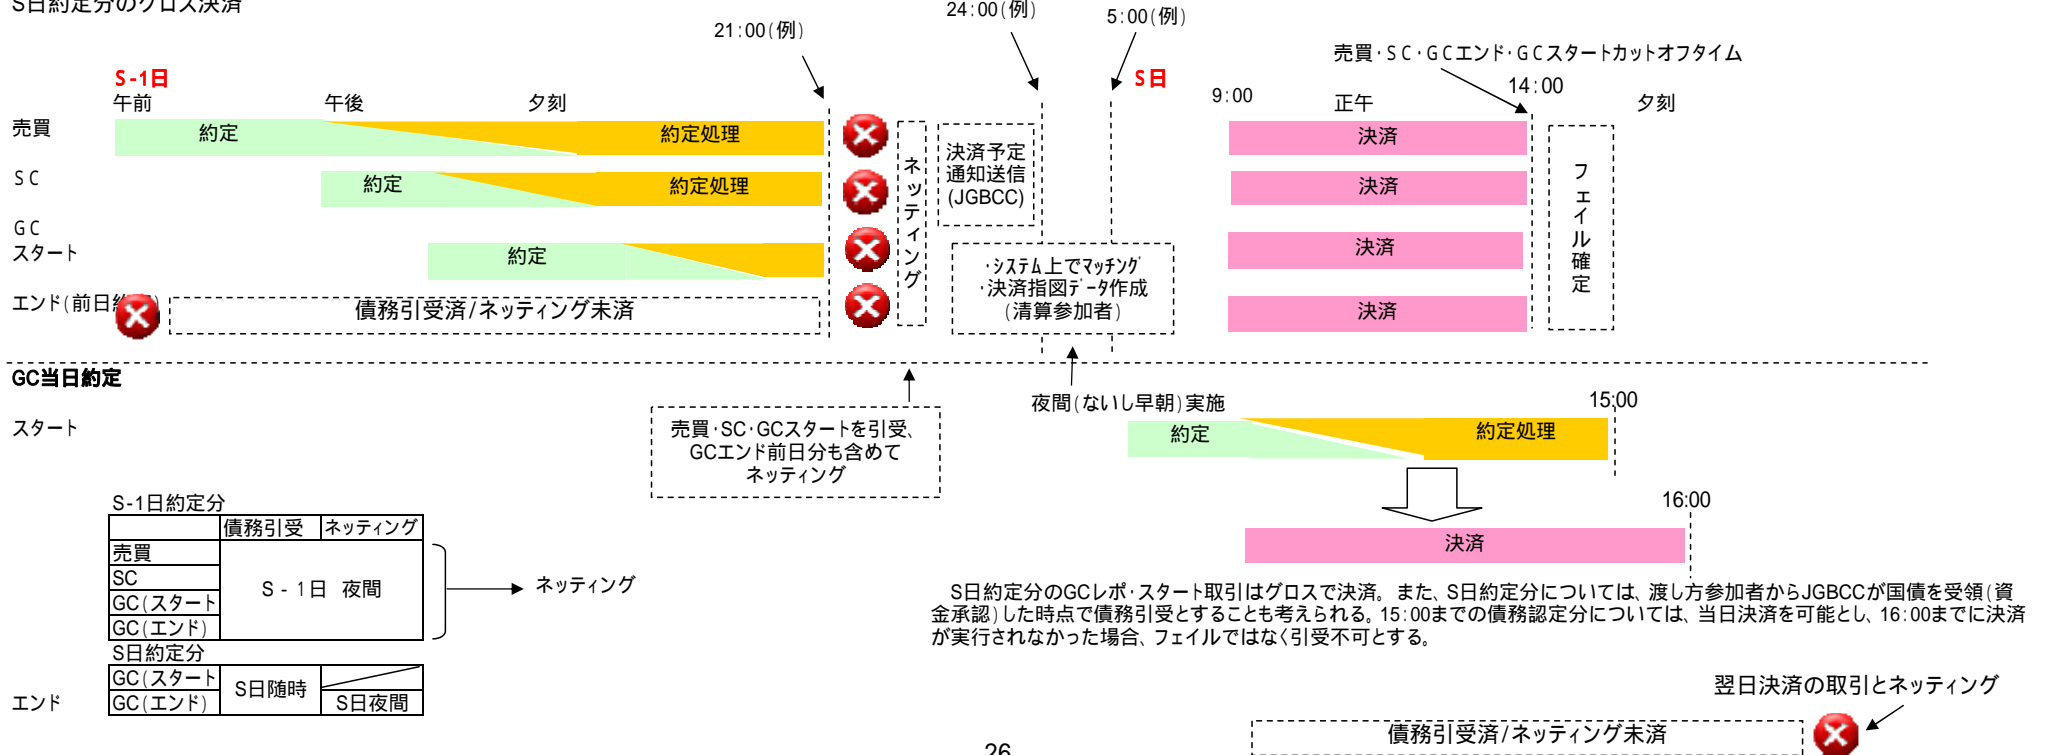 S日約定分のグロス決済
24:00(例)
5:00(例)
21:00(例)
売買・SC・GCエンド・GCスタートカットオフタイム
S-1日
S日
14:00
午前
午後
夕刻
9:00
正午
夕刻
売買
約定
約定処理
決済
SC
約定
約定処理
決済
GC
スタート
約定
決済
エンド(前日
債務引受済/ネッティング未済
決済
ネッティング
決済予定
通知送信
(JGBCC)
・システム上でマッチング
・決済指図データ作成
(清算参加者)
フェイル確定
GC当日約定
夜間(ないし早朝)実施
15:00
スタート
売買・SC・GCスタートを引受、
GCエンド前日分も含めて
ネッティング
約定
約定処理
16:00
決済
S-1日約定分
債務引受
ネッティング
売買
SC
GC(スタート
GC(エンド)
S-1日 夜間
ネッティング
S日約定分
GC(スタート
GC(エンド)
S日随時
S日夜間
S日約定分のGCレポ・スタート取引はグロスで決済。また、S日約定分については、渡し方参加者からJGBCCが国債を受領(資
金承認)した時点で債務引受とすることも考えられる。15:00までの債務認定分については、当日決済を可能とし、16:00までに決済
が実行されなかった場合、フェイルではなく引受不可とする。
エンド
翌日決済の取引とネッティング
債務引受済/ネッティング未済
26